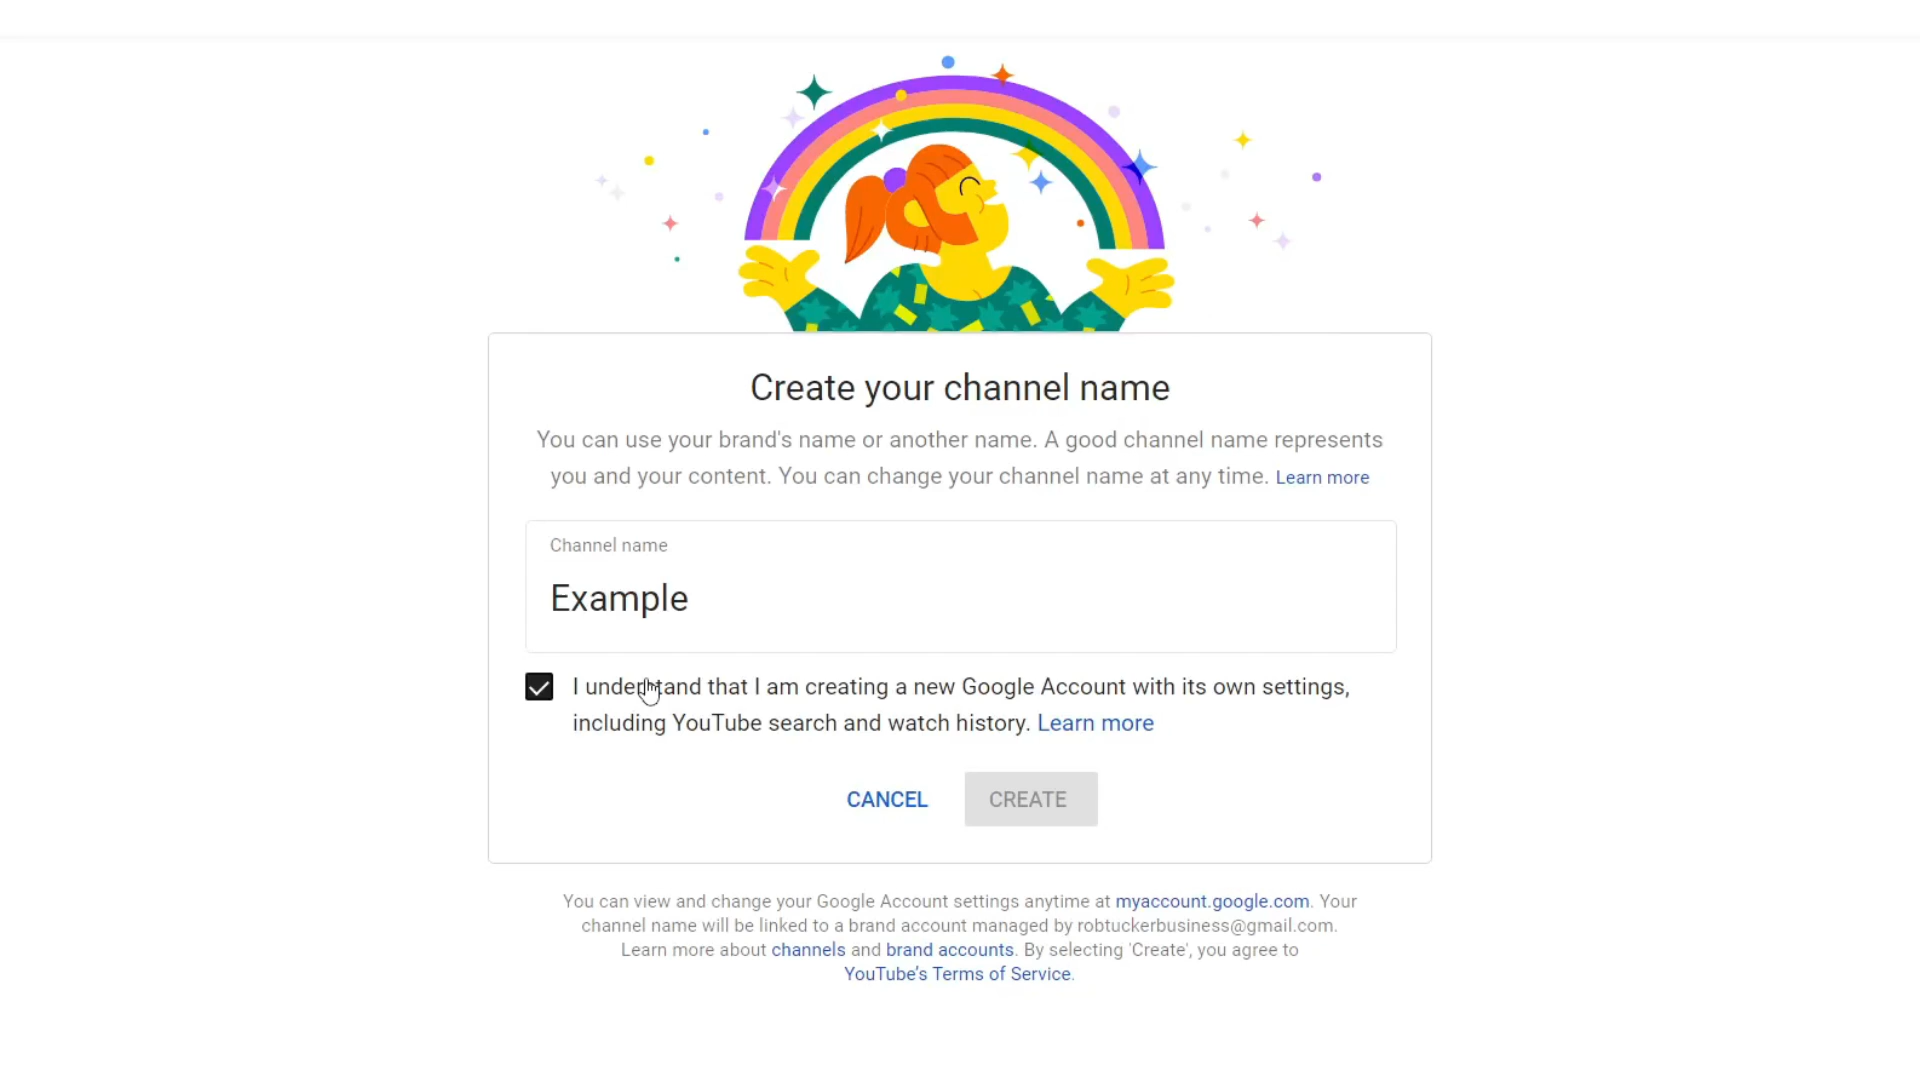 Create your channel name
You can use your brand's name or another name. A good channel name represents
you and your content. You can change your channel name at any time. Learn more
Channel name
Example
I understand that I am creating a new Google Account with its own settings,
including YouTube search and watch history. Learn more
CANCEL CREATE
You can view and change your Google Account settings anytime at myaccount.google.com. Your
channel name will be linked to a brand account managed by robtuckerbusiness@gmail.com.
Learn more about channels and brand accounts. By selecting 'Create', you agree to
YouTube’s Terms of Service.